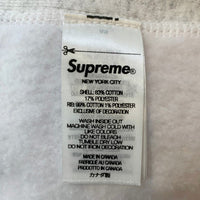 Supreme®
NEW YORK CITY
SHELL: 83% COTTON
17% POLYESTER
RIB: 99% COTTON 1% POLYESTER
EXCLUSIVE OF DECORATION
WASH INSIDE OUT
MACHINE WASH COLD WITH
LIKE COLORS
DO NOT BLEACH
TUMBLE DRY LOW
DO NOT IRON DECORATION
MADE IN CANADA
FABRIQUÉ AU CANADA
HECHO EN CANADA
カナダ製